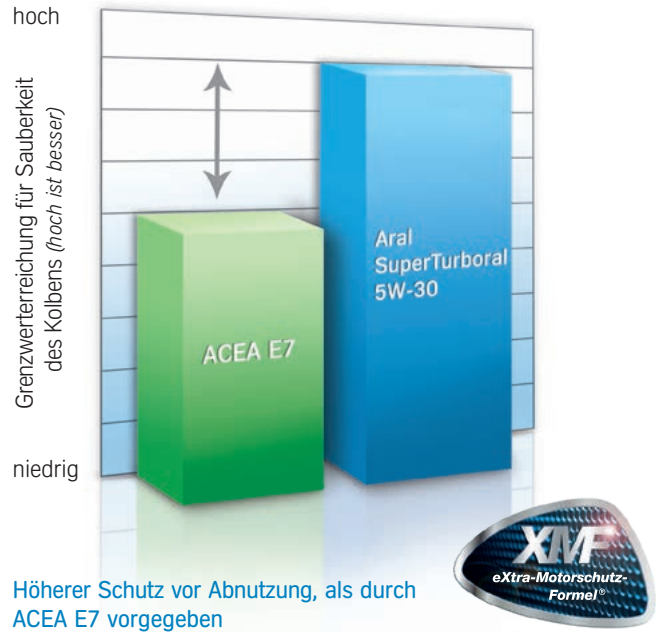 hoch
Grenzwerterreichung für Sauberkeit
des Kolbens (hoch ist besser)
Aral
SuperTurboral
5W-30
ACEA E7
niedrig
XMF
eXtra-Motorschutz-
Formel®
Höherer Schutz vor Abnutzung, als durch
ACEA E7 vorgegeben